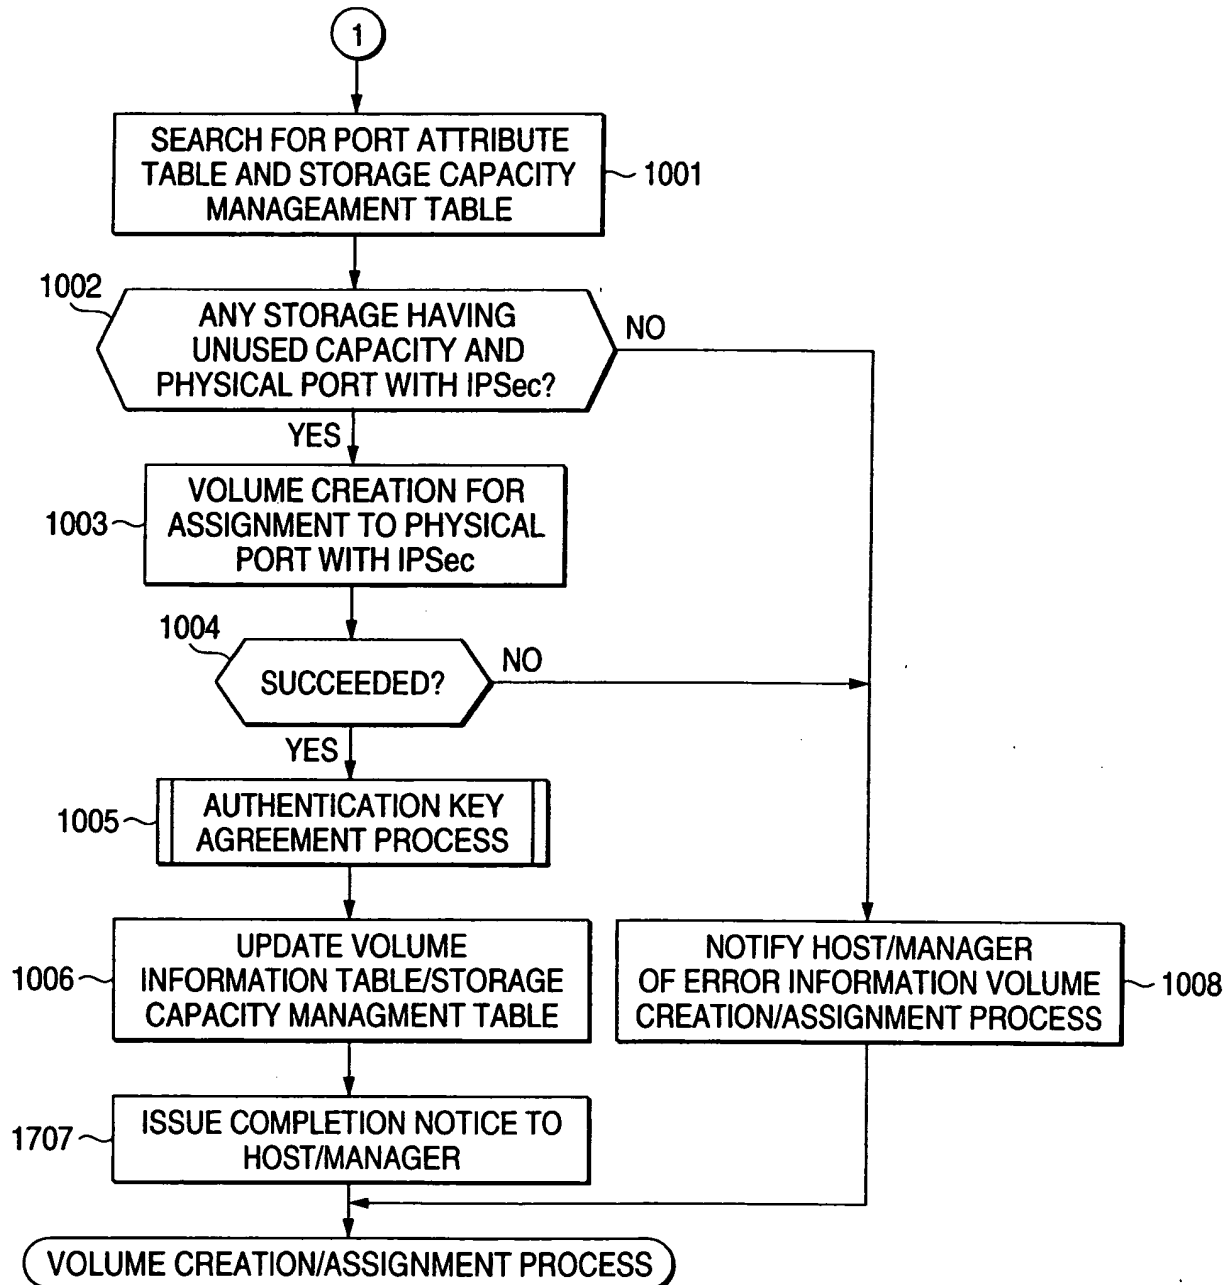 1
SEARCH FOR PORT ATTRIBUTE
TABLE AND STORAGE CAPACITY
MANAGEAMENT TABLE
1001
1002
ANY STORAGE HAVING
UNUSED CAPACITY AND
PHYSICAL PORT WITH IPSec?
NO
YES
VOLUME CREATION FOR
ASSIGNMENT TO PHYSICAL
PORT WITH IPSec
1003
1004
SUCCEEDED?
NO
YES
AUTHENTICATION KEY
AGREEMENT PROCESS
1005
UPDATE VOLUME
INFORMATION TABLE/STORAGE
CAPACITY MANAGMENT TABLE
1006
NOTIFY HOST/MANAGER
OF ERROR INFORMATION VOLUME
CREATION/ASSIGNMENT PROCESS
1008
ISSUE COMPLETION NOTICE TO
HOST/MANAGER
1707
VOLUME CREATION/ASSIGNMENT PROCESS